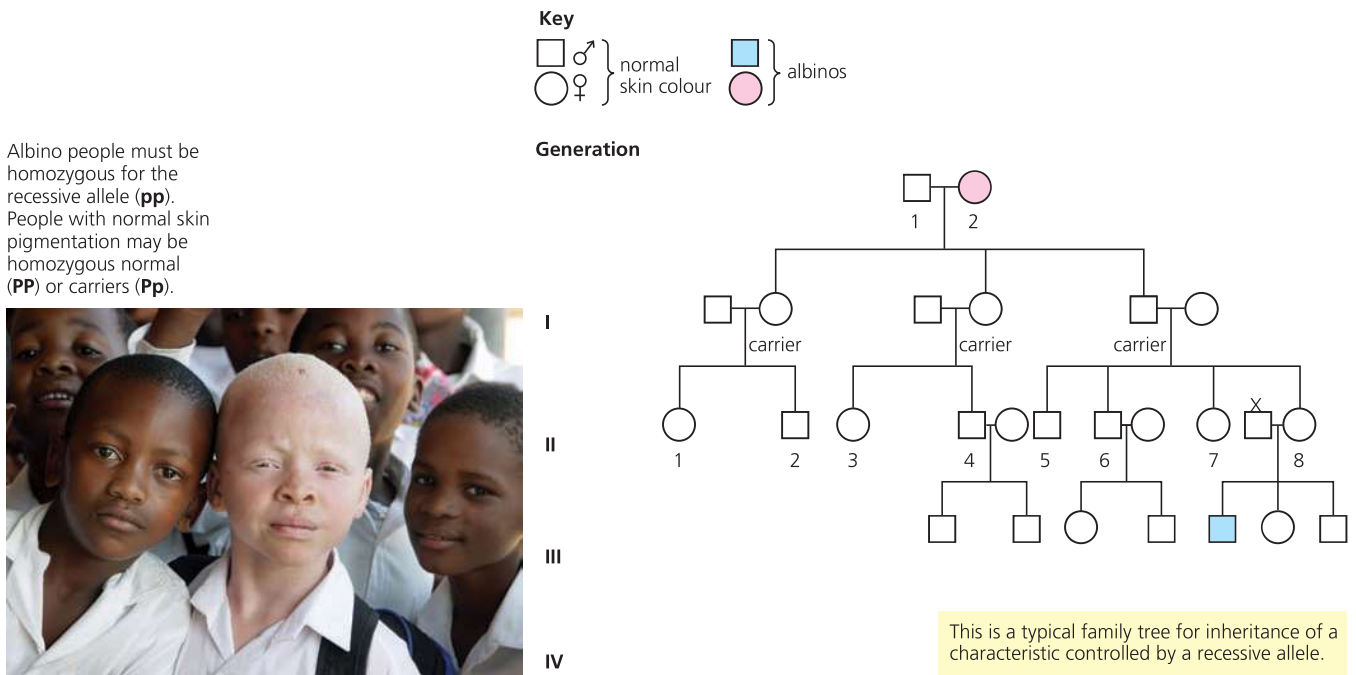 Key
♂
♀
normal
skin colour
albinos
Albino people must be
homozygous for the
recessive allele (pp).
People with normal skin
pigmentation may be
homozygous normal
(PP) or carriers (Pp).
Generation
1 2
I
carrier carrier carrier
X
II
1 2 3 4 5 6 7 8
III
IV
This is a typical family tree for inheritance of a
characteristic controlled by a recessive allele.